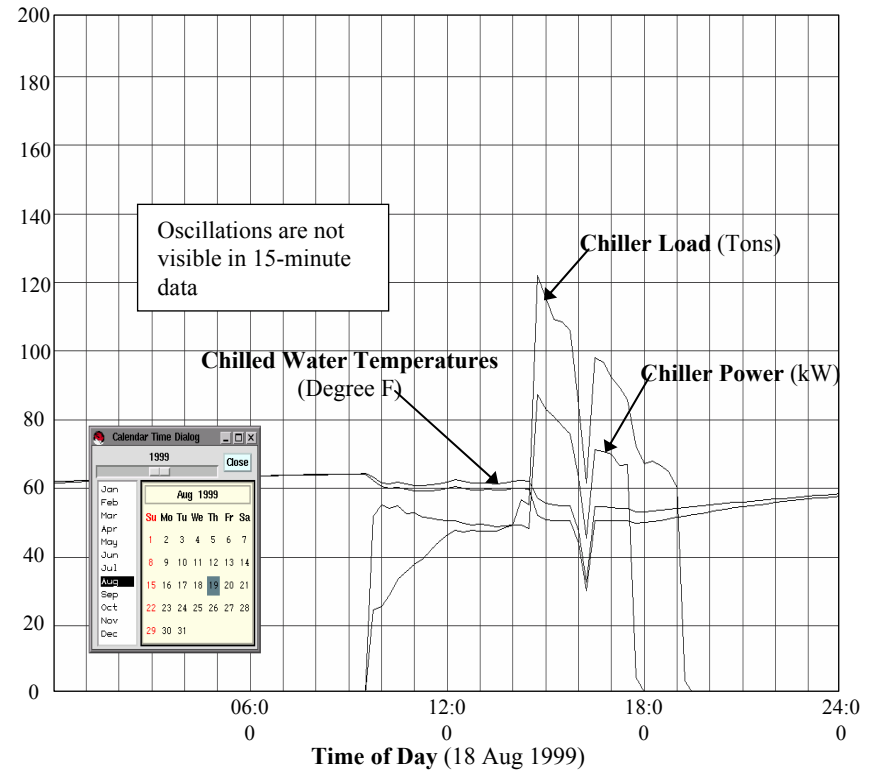 200
180
160
140
120
100
80
60
40
20
0
Oscillations are not
visible in 15-minute
data
Chiller Load (Tons)
Chilled Water Temperatures
(Degree F)
Chiller Power (kW)
Calendar Time Dialog
1999
Close
Jan
Feb
Mar
Apr
May
Jun
Jul
Aug
Sep
Oct
Nov
Dec
Aug 1999
Su Mo Tu We Th Fr Sa
1 2 3 4 5 6 7
8 9 10 11 12 13 14
15 16 17 18 19 20 21
22 23 24 25 26 27 28
29 30 31
06:0 12:0 18:0 24:0
0 0 0 0
Time of Day (18 Aug 1999)